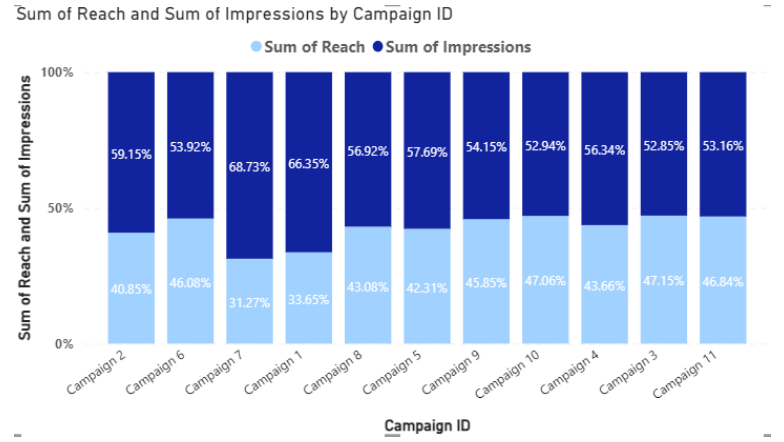 Sum of Reach and Sum of Impressions by Campaign ID
Sum of Reach Sum of Impressions
Sum of Reach and Sum of Impressions
100%
50%
0%
59.15% 53.92% 68.73% 66.35% 56.92% 57.69% 54.15% 52.94% 56.34% 52.85% 53.16%
40.85% 46.08% 31.27% 33.65% 43.08% 42.31% 45.85% 47.06% 43.66% 47.15% 46.84%
Campaign 2 Campaign 6 Campaign 7 Campaign 1 Campaign 8 Campaign 5 Campaign 9 Campaign 10 Campaign 4 Campaign 3 Campaign 11
Campaign ID